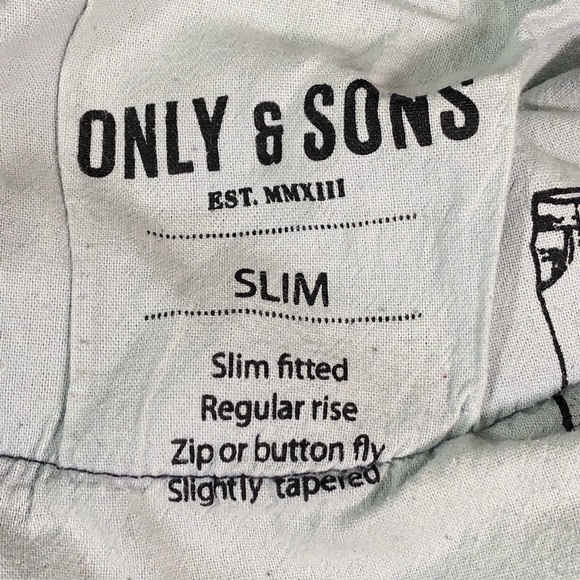 ONLY & SONS
EST. MMXIII
SLIM
Slim fitted
Regular rise
Zip or button fly
Slightly tapered